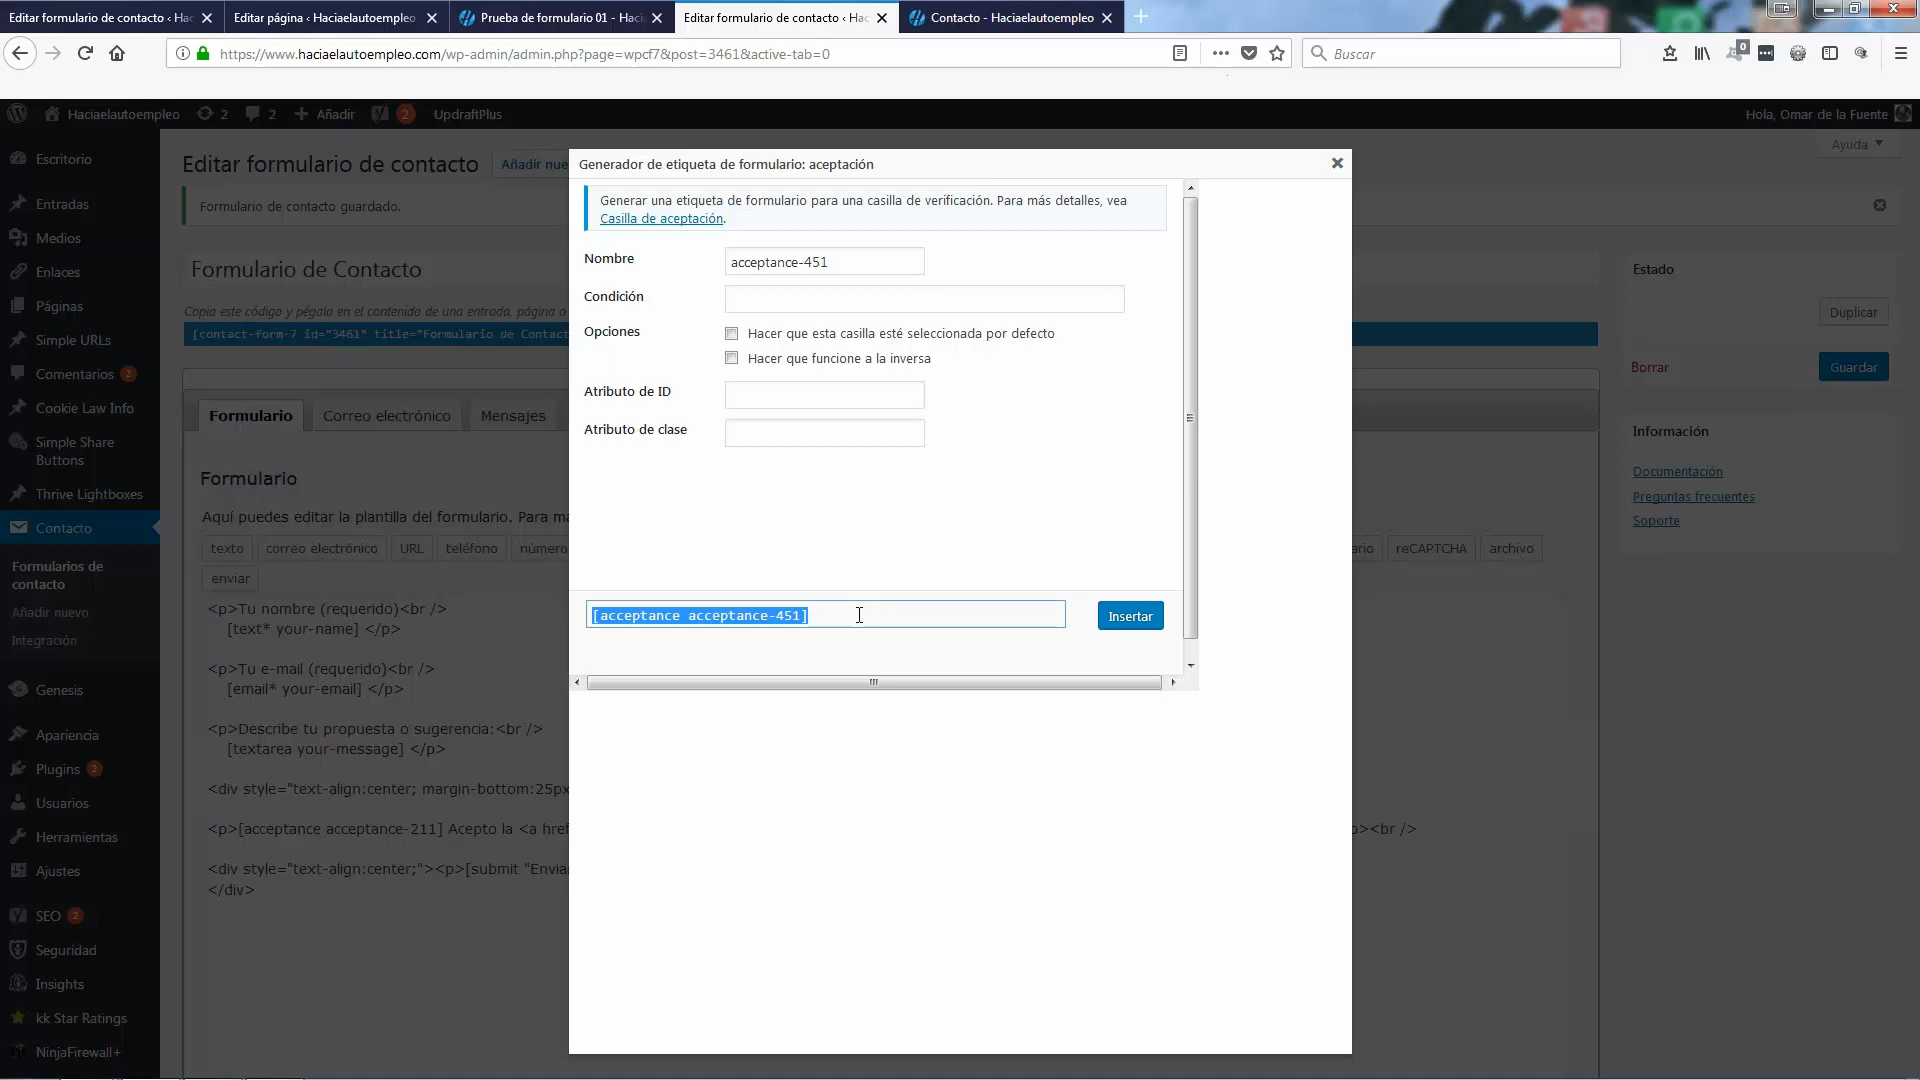 Editar formulario de contacto ‹ Hac
Editar página ‹ Haciaelautoempleo
Prueba de formulario 01 - Haci
Editar formulario de contacto ‹ Hac
Contacto - Haciaelautoempleo
https://www.haciaelautoempleo.com/wp-admin/admin.php?page=wpcf7&post=3461&active-tab=0
Buscar
0
Haciaelautoempleo
2
2
Añadir
2
UpdraftPlus
Hola, Omar de la Fuente
Escritorio
Entradas
Medios
Enlaces
Páginas
Simple URLs
Comentarios 2
Cookie Law Info
Simple Share
Buttons
Thrive Lightboxes
Contacto
Formularios de
contacto
Añadir nuevo
Integración
Genesis
Apariencia
Plugins 2
Usuarios
Herramientas
Ajustes
SEO 2
Seguridad
Insights
kk Star Ratings
NinjaFirewall+
Ayuda
Editar formulario de contacto
Añadir nue
Formulario de contacto guardado.
Formulario de Contacto
Copia este código y pégala en el contenido de una entrada, página o
[contact-form-7 id="3461" title="Formulario de Contact
Formulario
Correo electrónico
Mensajes
Formulario
Aquí puedes editar la plantilla del formulario. Para má
texto
correo electrónico
URL
teléfono
número
ario
reCAPTCHA
archivo
enviar
<p>Tu nombre (requerido)<br />
[text* your-name] </p>
<p>Tu e-mail (requerido)<br />
[email* your-email] </p>
<p>Describe tu propuesta o sugerencia:<br />
[textarea your-message] </p>
<div style="text-align:center; margin-bottom:25px
<p>[acceptance acceptance-211] Acepto la <a href
><br />
<div style="text-align:center;"><p>[submit "Envia
</div>
Generador de etiqueta de formulario: aceptación
Generar una etiqueta de formulario para una casilla de verificación. Para más detalles, vea
Casilla de aceptación.
Nombre
acceptance-451
Condición
Opciones
Hacer que esta casilla esté seleccionada por defecto
Hacer que funcione a la inversa
Atributo de ID
Atributo de clase
[acceptance acceptance-451]
Insertar
Estado
Duplicar
Borrar
Guardar
Información
Documentación
Preguntas frecuentes
Soporte